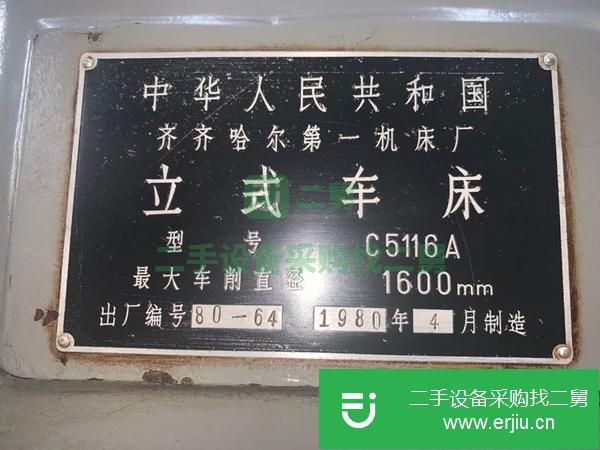 中华人民共和国
齐齐哈尔第一机床厂
立式车床
型号 C5116A
最大车削直径 1600mm
出厂编号 80-64 1980年4月制造
二舅
二手设备采购找二舅
二手设备采购找二舅
www.erjiu.cn